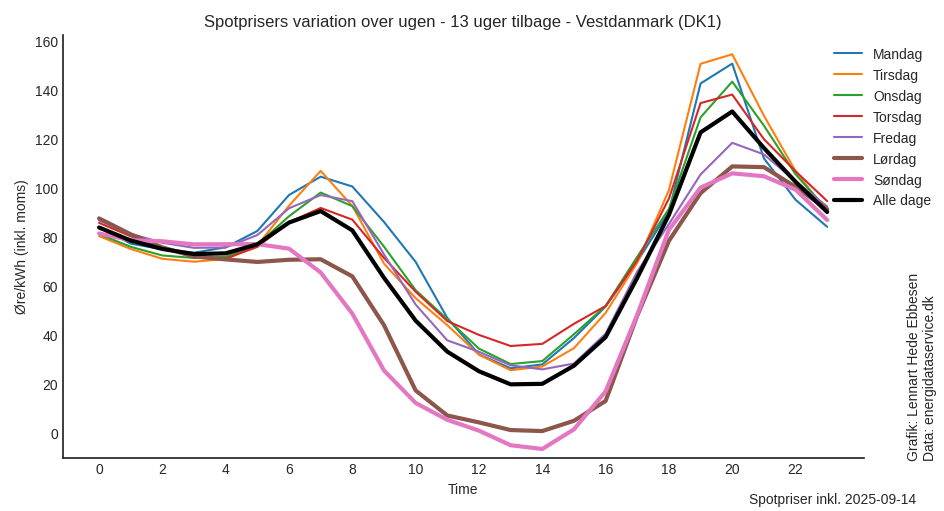 Spotprisers variation over ugen - 13 uger tilbage - Vestdanmark (DK1)
160
140
120
100
80
60
40
20
0
Øre/kWh (inkl. moms)
0 2 4 6 8 10 12 14 16 18 20 22
Time
Mandag
Tirsdag
Onsdag
Torsdag
Fredag
Lørdag
Søndag
Alle dage
Grafik: Lennart Hede Ebbesen
Data: energidataservice.dk
Spotpriser inkl. 2025-09-14